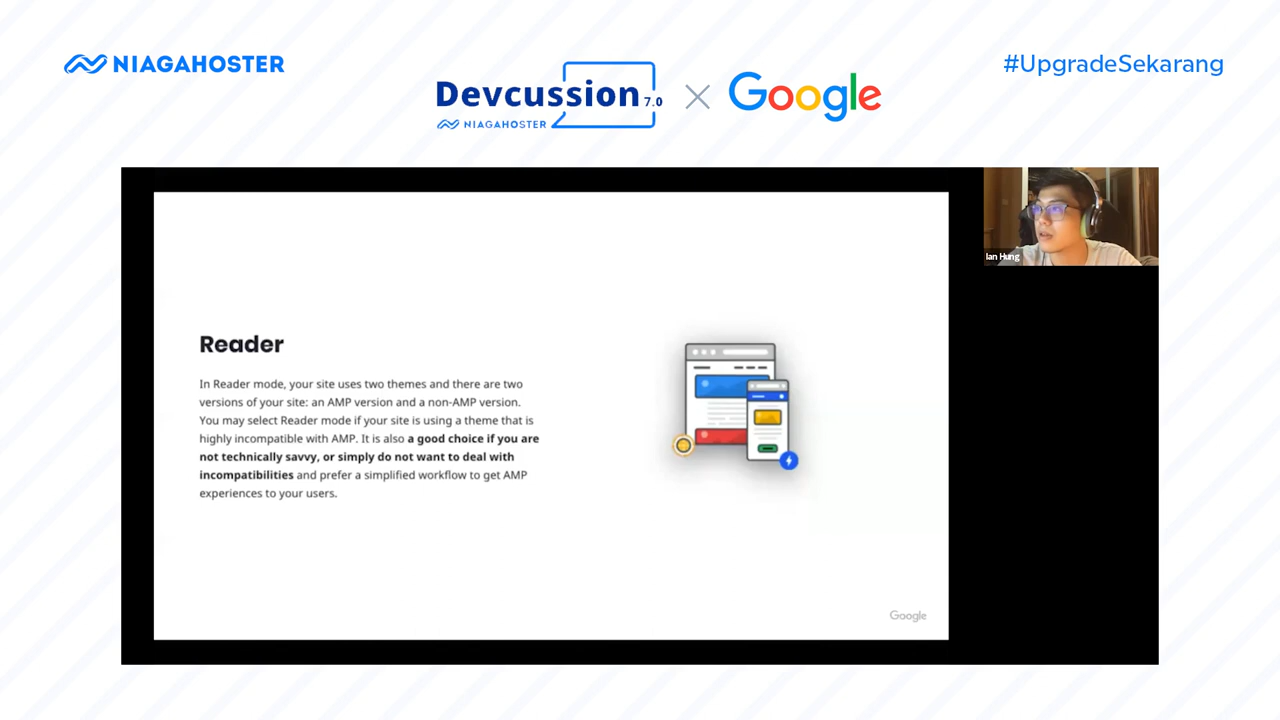 NIAGAHOSTER
#UpgradeSekarang
Devcussion 7.0
NIAGAHOSTER
Google
Ian Hung
Reader
In Reader mode, your site uses two themes and there are two
versions of your site: an AMP version and a non-AMP version.
You may select Reader mode if your site is using a theme that is
highly incompatible with AMP. It is also a good choice if you are
not technically savvy, or simply do not want to deal with
incompatibilities and prefer a simplified workflow to get AMP
experiences to your users.
Google